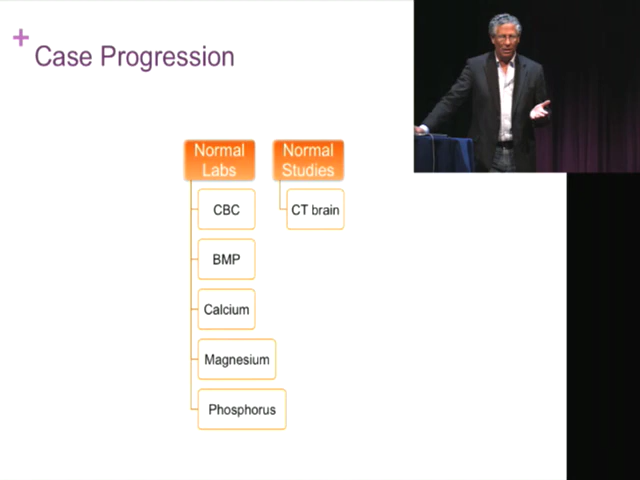 +
Case Progression
Normal
Labs
CBC
BMP
Calcium
Magnesium
Phosphorus
Normal
Studies
CT brain